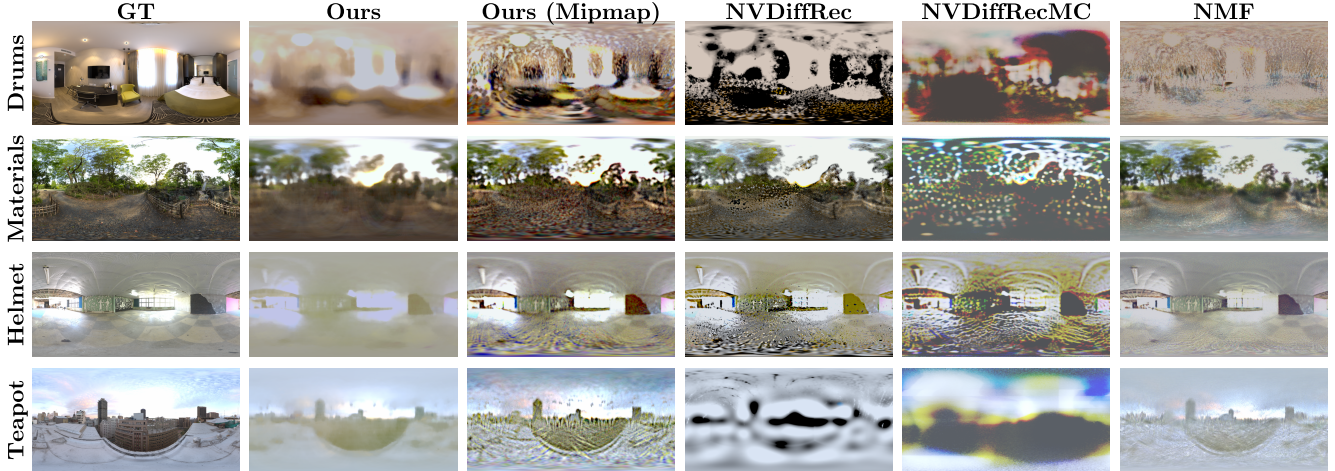 GT Ours Ours (Mipmap) NVDiffRec NVDiffRecMC NMF
Drums
Materials
Helmet
Teapot